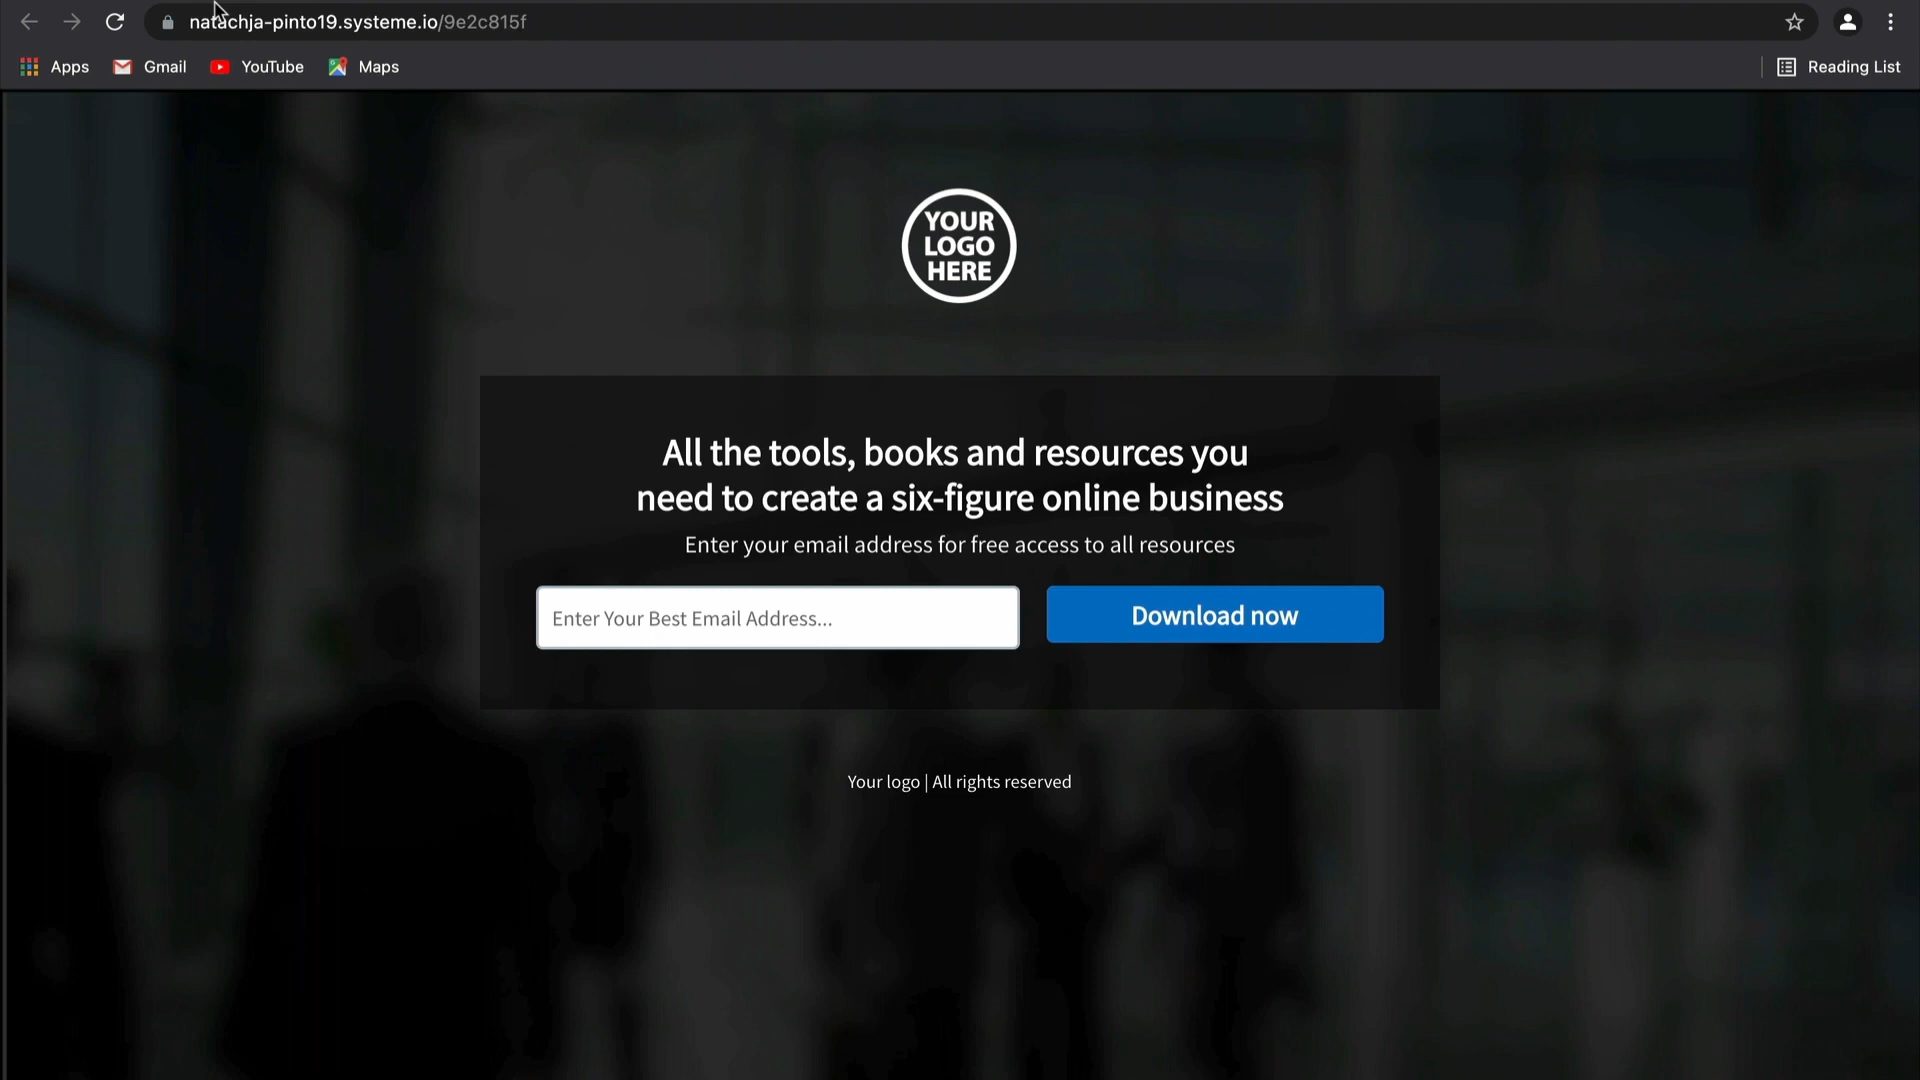 natachja-pinto19.systeme.io/9e2c815f
Apps
Gmail
YouTube
Maps
Reading List
YOUR
LOGO
HERE
All the tools, books and resources you
need to create a six-figure online business
Enter your email address for free access to all resources
Enter Your Best Email Address...
Download now
Your logo | All rights reserved